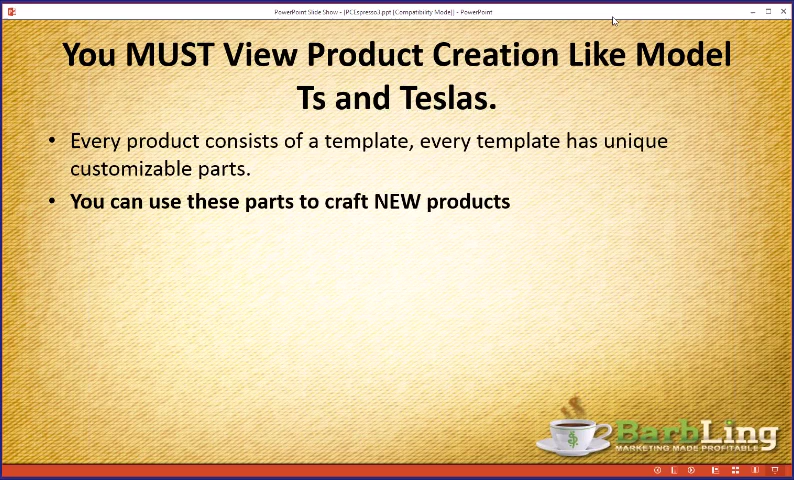 PowerPoint Slide Show - [PCEspresso3.ppt [Compatibility Mode]] - PowerPoint
You MUST View Product Creation Like Model
Ts and Teslas.
• Every product consists of a template, every template has unique
customizable parts.
• You can use these parts to craft NEW products
$
BarbLing
MARKETING MADE PROFITABLE